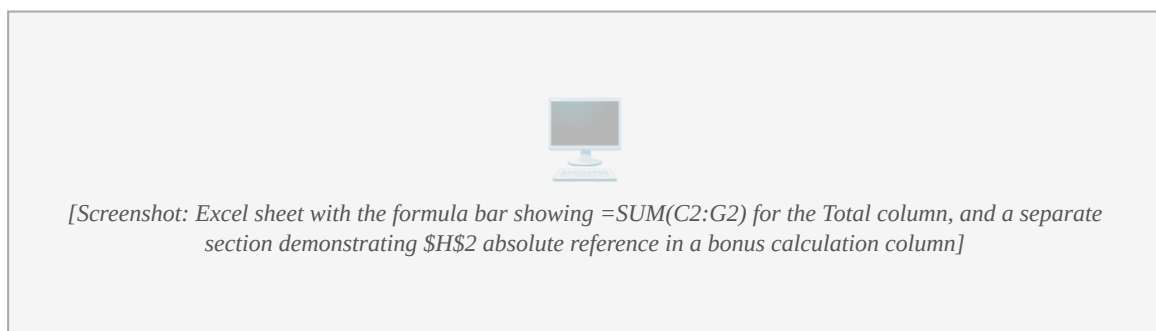 [Screenshot: Excel sheet with the formula bar showing =SUM(C2:G2) for the Total column, and a separate
section demonstrating $H$2 absolute reference in a bonus calculation column]